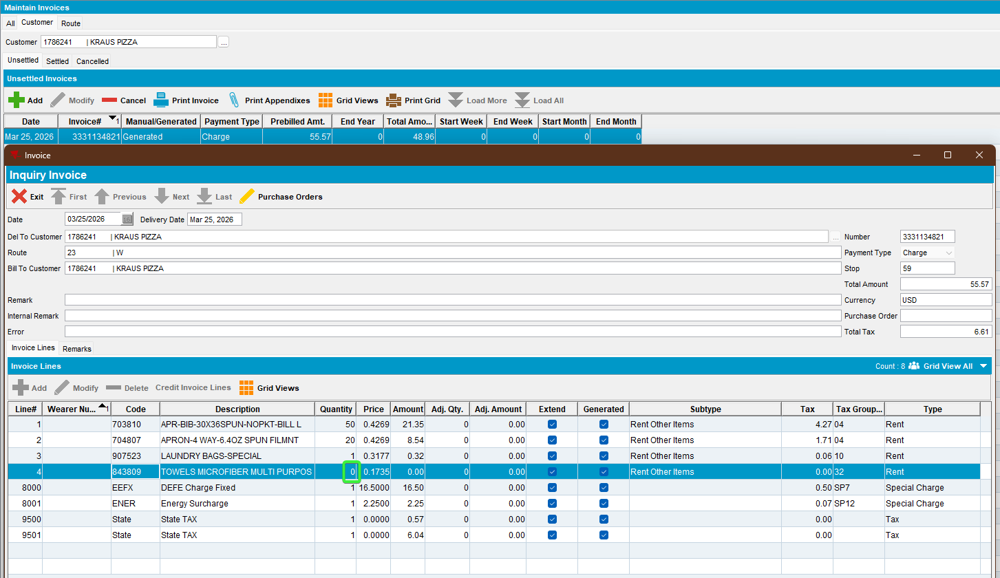 Maintain Invoices
All Customer Route
Customer 1786241 | KRAUS PIZZA ...
Unsettled Settled Cancelled
Unsettled Invoices
Add Modify Cancel Print Invoice Print Appendixes Grid Views Print Grid Load More Load All
Date Invoice# 1 Manual/Generated Payment Type Prebilled Amt. End Year Total Amo... Start Week End Week Start Month End Month
Mar 25, 2026 3331134821 Generated Charge 55.57 0 48.96 0 0 0 0
Invoice
Inquiry Invoice
Exit First Previous Next Last Purchase Orders
Date 03/25/2026 16 Delivery Date Mar 25, 2026
Del To Customer 1786241 | KRAUS PIZZA ... Number 3331134821
Route 23 | W Payment Type Charge
Bill To Customer 1786241 | KRAUS PIZZA Stop 59
Total Amount 55.57
Remark Currency USD
Internal Remark Purchase Order
Error Total Tax 6.61
Invoice Lines Remarks
Invoice Lines Count : 8 Grid View All
Add Modify Delete Credit Invoice Lines Grid Views
Line# Wearer Nu... 1 Code Description Quantity Price Amount Adj. Qty. Adj. Amount Extend Generated Subtype Tax Tax Group... Type
1 703810 APR-BIB-30X36SPUN-NOPKT-BILL L 50 0.4269 21.35 0 0.00 Rent Other Items 4.27 04 Rent
2 704807 APRON-4 WAY-6.4OZ SPUN FILMNT 20 0.4269 8.54 0 0.00 Rent Other Items 1.71 04 Rent
3 907523 LAUNDRY BAGS-SPECIAL 1 0.3177 0.32 0 0.00 Rent Other Items 0.06 10 Rent
4 843809 TOWELS MICROFIBER MULTI PURPOS 0 0.1735 0.00 0 0.00 Rent Other Items 0.00 32 Rent
8000 EEFX DEFE Charge Fixed 1 16.5000 16.50 0 0.00 0.50 SP7 Special Charge
8001 ENER Energy Surcharge 1 2.2500 2.25 0 0.00 0.07 SP12 Special Charge
9500 State State TAX 1 0.0000 0.57 0 0.00 0.00 Tax
9501 State State TAX 1 0.0000 6.04 0 0.00 0.00 Tax